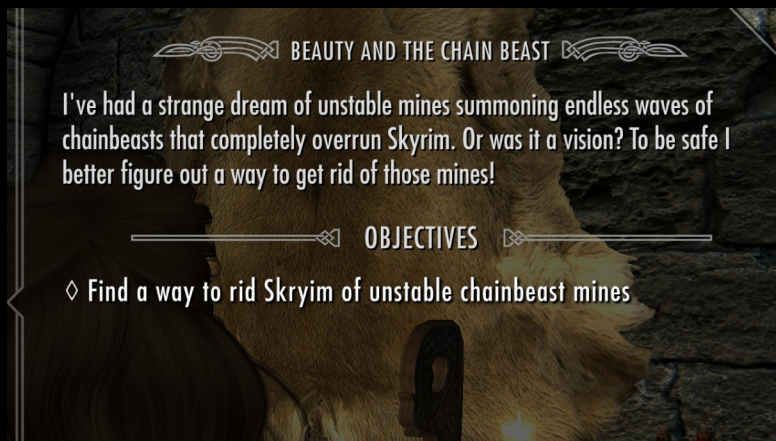 BEAUTY AND THE CHAIN BEAST
I've had a strange dream of unstable mines summoning endless waves of
chainbeasts that completely overrun Skyrim. Or was it a vision? To be safe I
better figure out a way to get rid of those mines!
OBJECTIVES
◊ Find a way to rid Skryim of unstable chainbeast mines